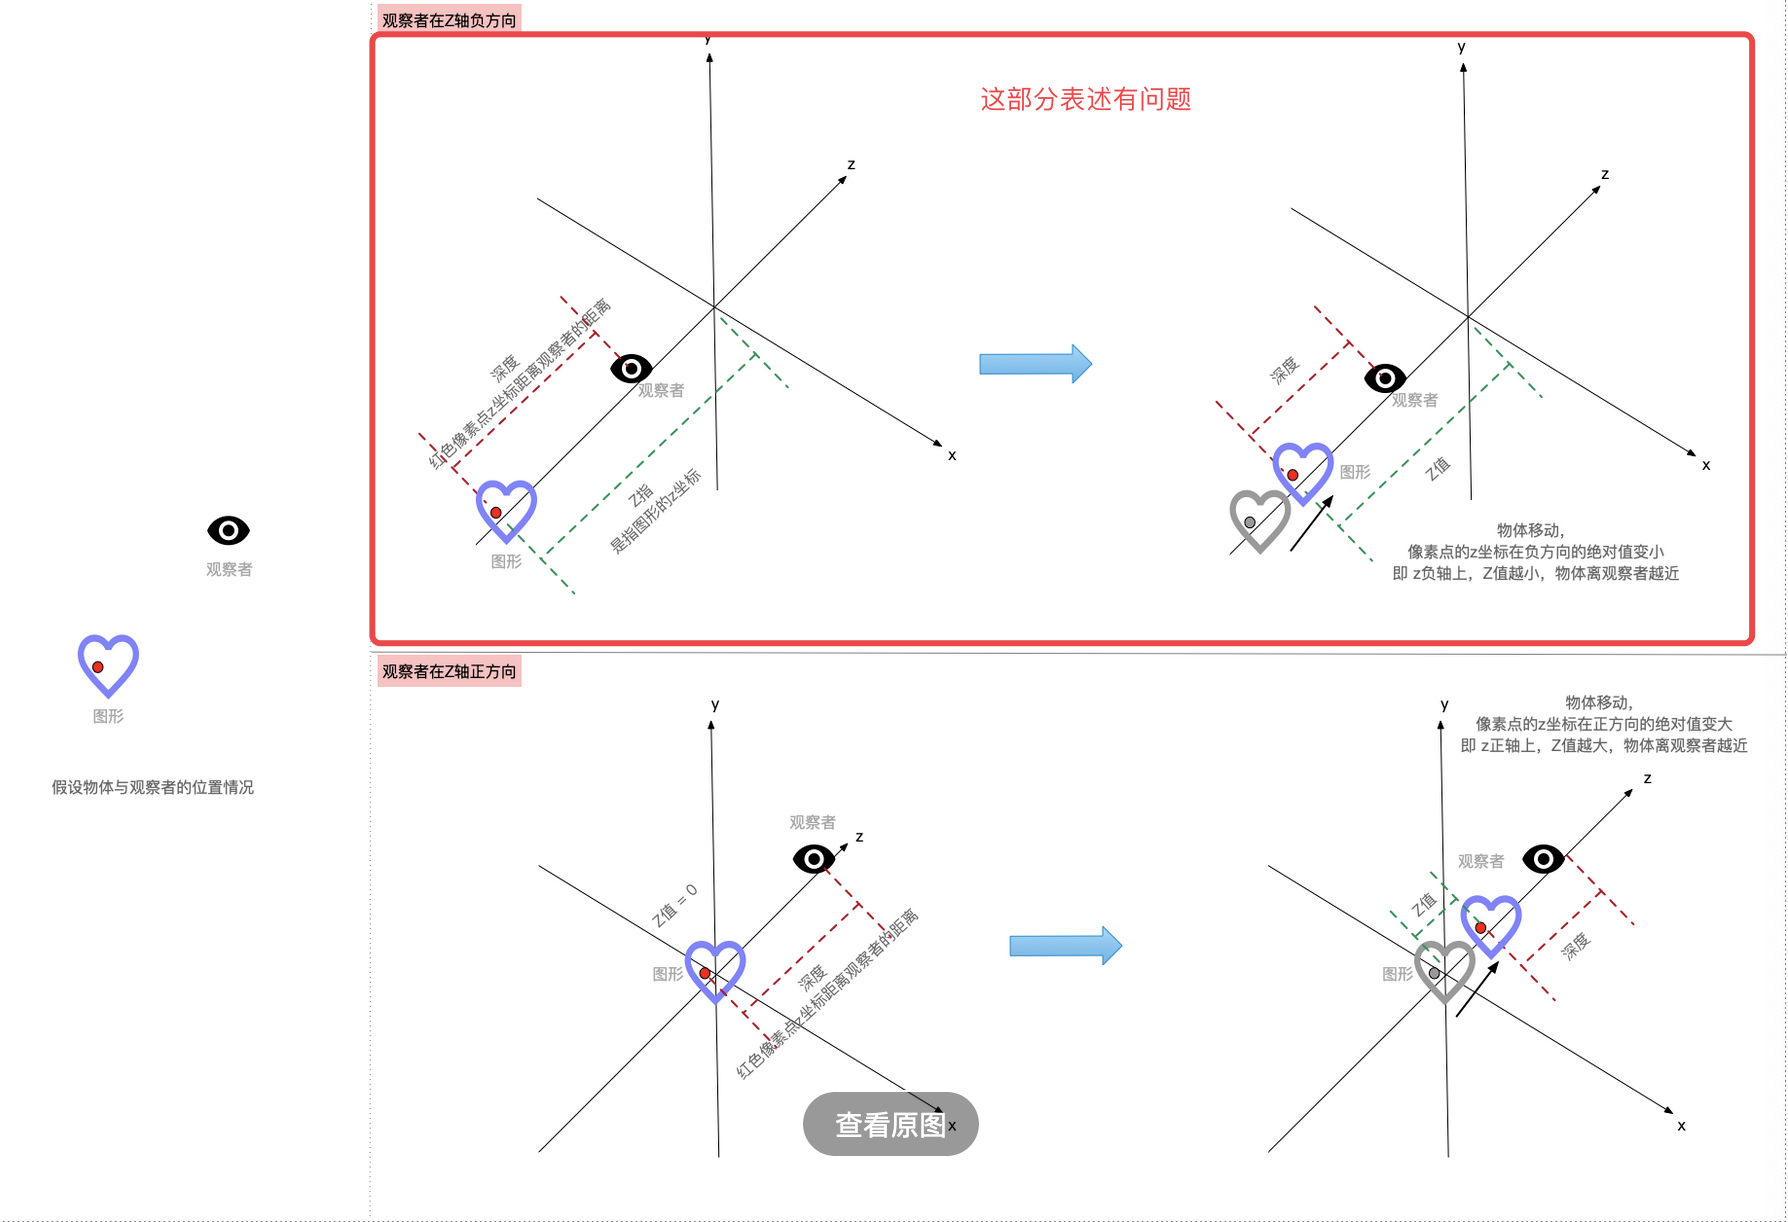 观察者在Z轴负方向
这部分表述有问题
y
z
x
深度
红色像素点z坐标距离观察者的距离
观察者
Z指
是指图形的z坐标
图形
y
z
x
深度
观察者
图形
Z值
物体移动，
像素点的z坐标在负方向的绝对值变小
即 z负轴上，Z值越小，物体离观察者越近
观察者
图形
假设物体与观察者的位置情况
观察者在Z轴正方向
y
z
x
观察者
Z值 = 0
图形
深度
红色像素点z坐标距离观察者的距离
物体移动，
像素点的z坐标在正方向的绝对值变大
即 z正轴上，Z值越大，物体离观察者越近
y
z
x
观察者
Z值
图形
深度
查看原图